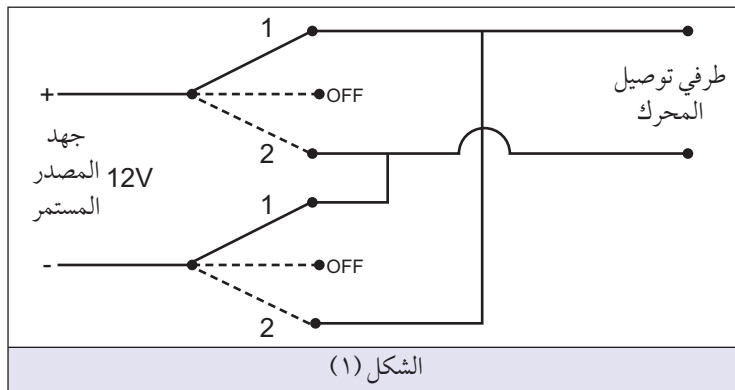 1
+
OFF
طرفي توصيل
المحرك
2
جهد
المصدر 12V
المستمر
1
-
OFF
2
الشكل (١)